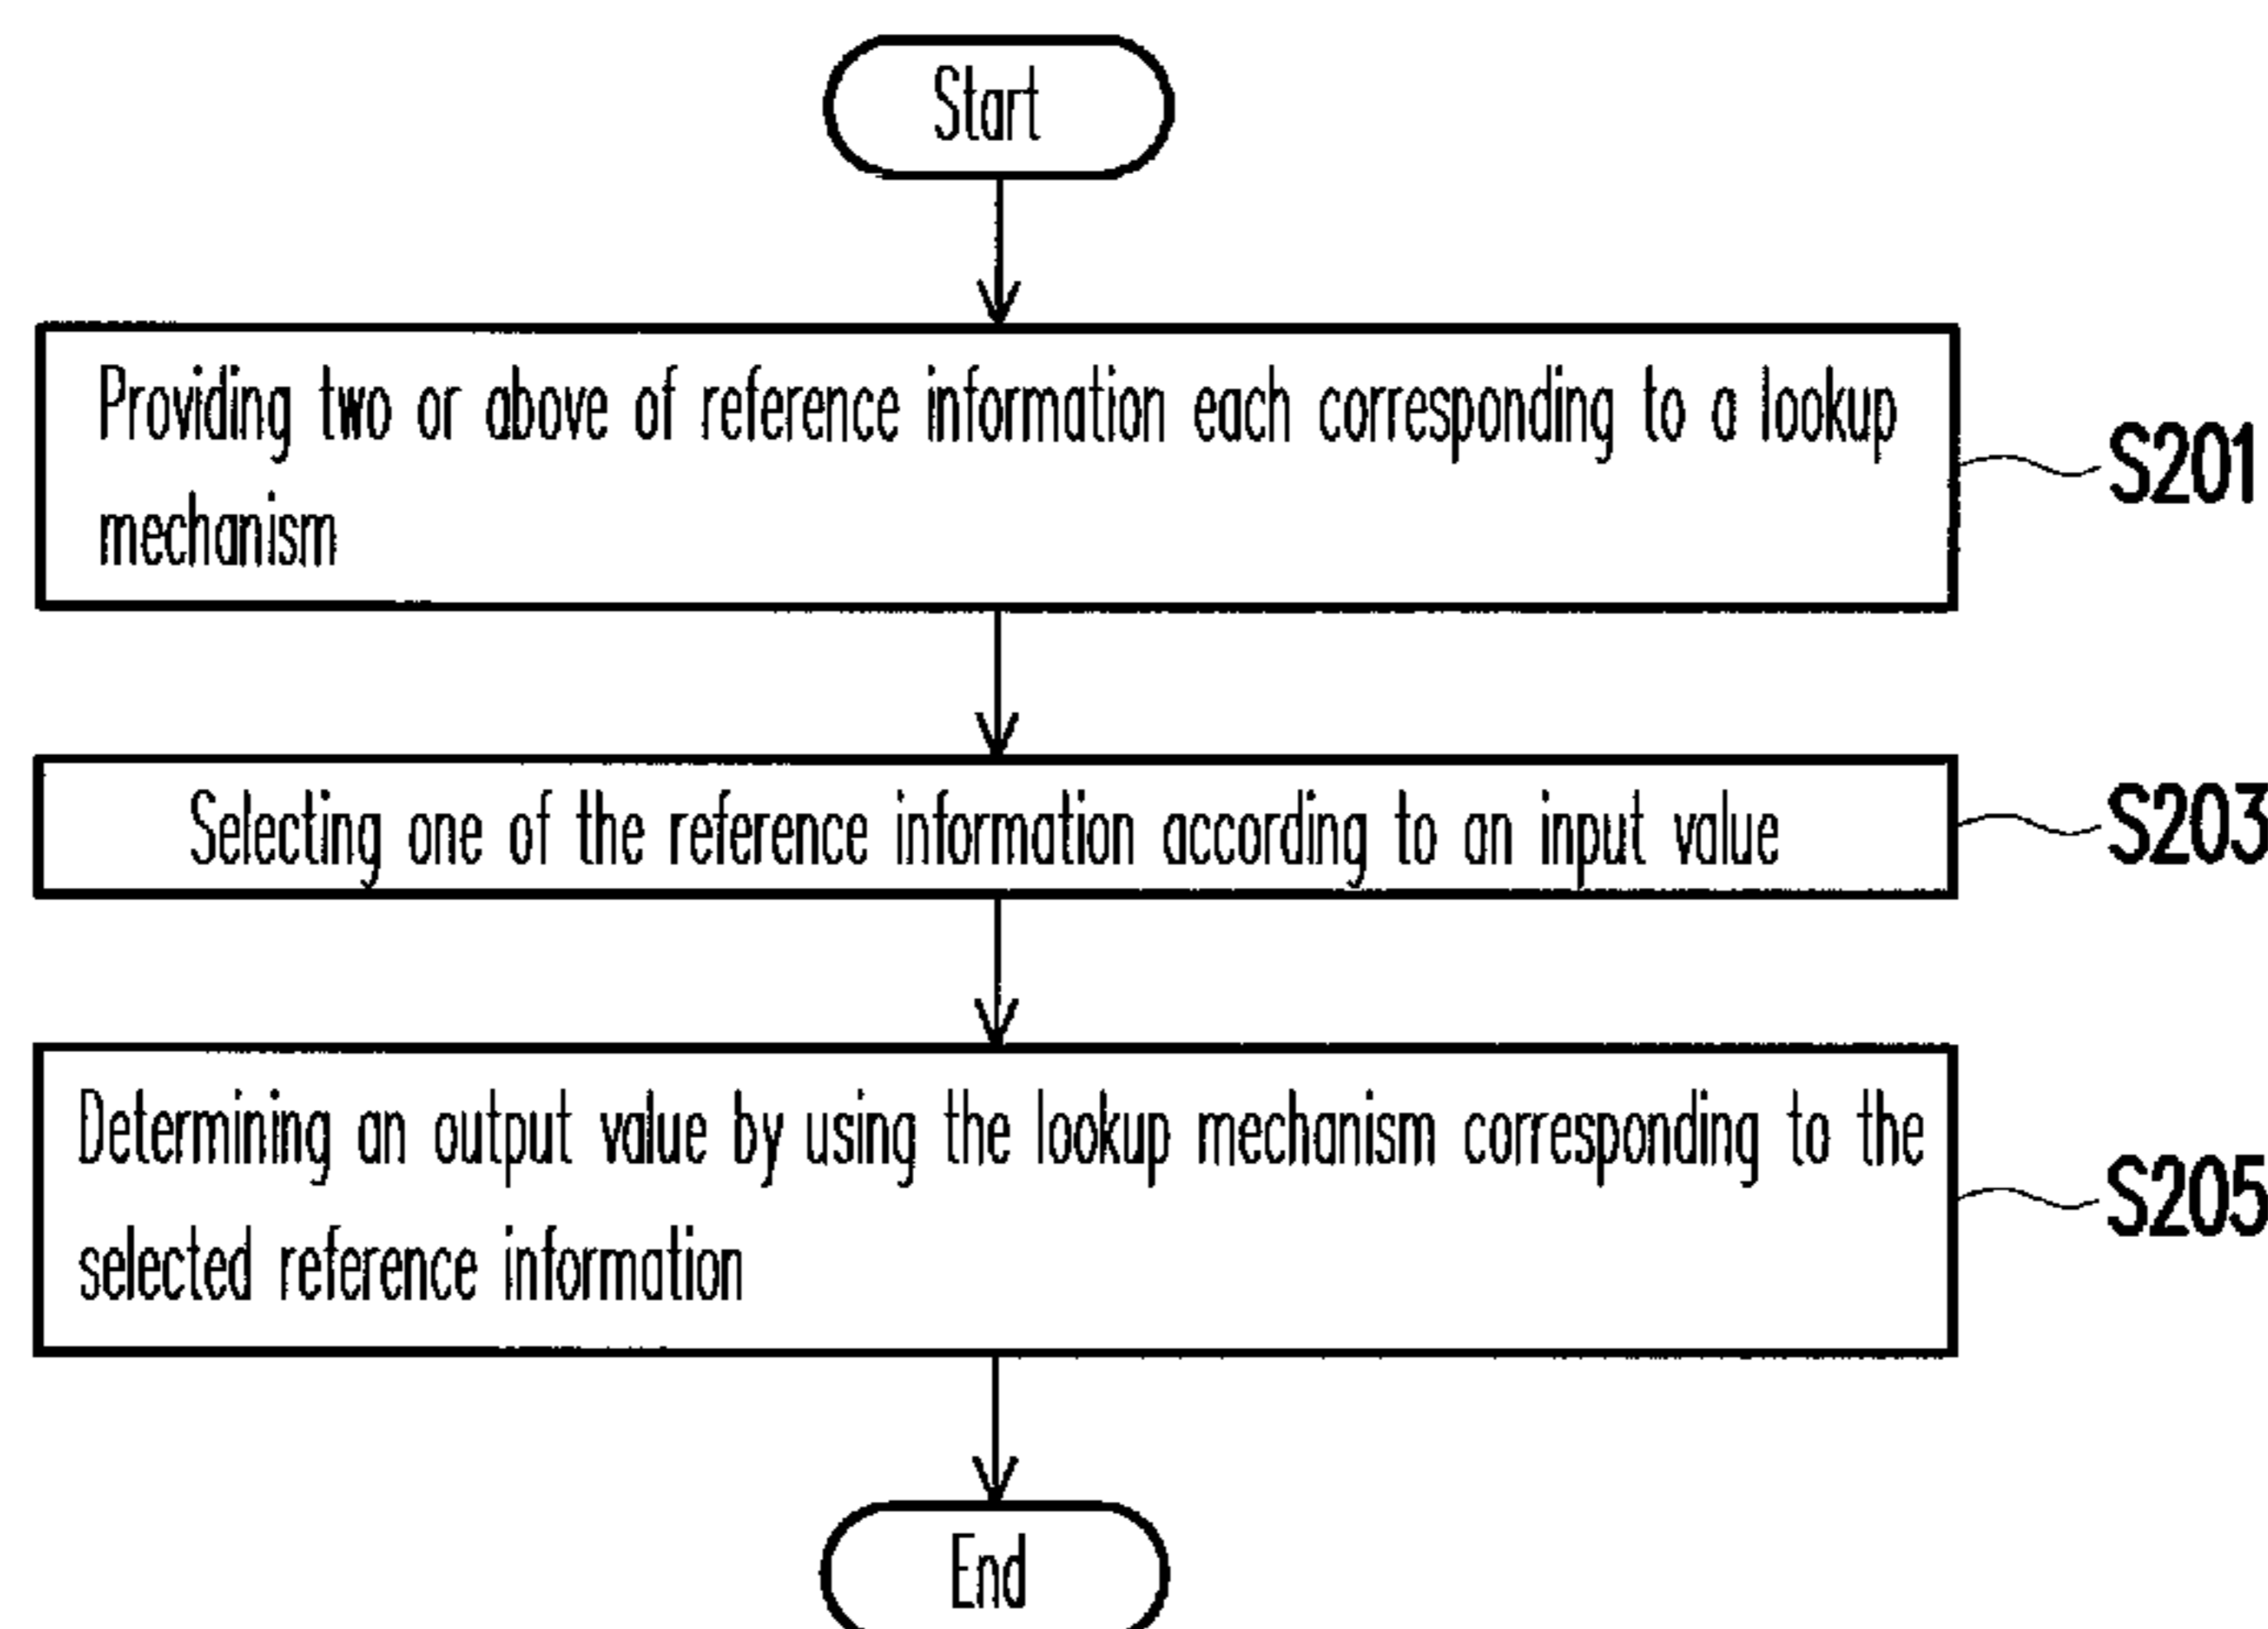 Start
Providing two or above of reference information each corresponding to a lookup
mechanism
S201
Selecting one of the reference information according to an input value
S203
Determining an output value by using the lookup mechanism corresponding to the
selected reference information
S205
End